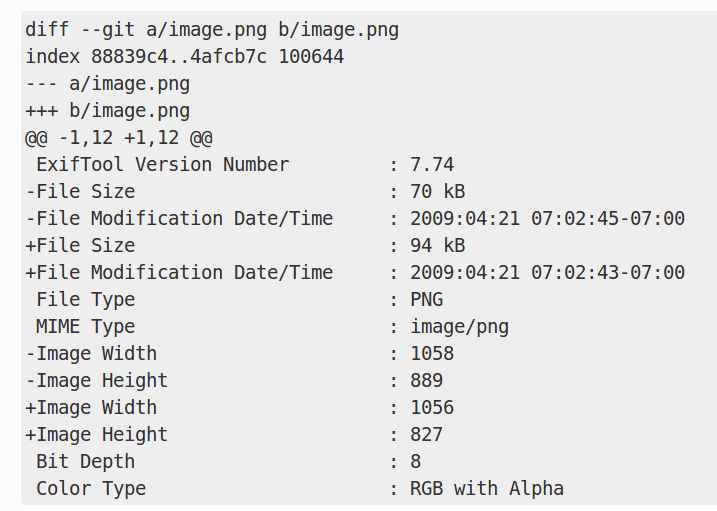 diff --git a/image.png b/image.png
index 88839c4..4afcb7c 100644
--- a/image.png
+++ b/image.png
@@ -1,12 +1,12 @@
 ExifTool Version Number         : 7.74
-File Size                       : 70 kB
-File Modification Date/Time     : 2009:04:21 07:02:45-07:00
+File Size                       : 94 kB
+File Modification Date/Time     : 2009:04:21 07:02:43-07:00
 File Type                       : PNG
 MIME Type                       : image/png
-Image Width                     : 1058
-Image Height                    : 889
+Image Width                     : 1056
+Image Height                    : 827
 Bit Depth                       : 8
 Color Type                      : RGB with Alpha